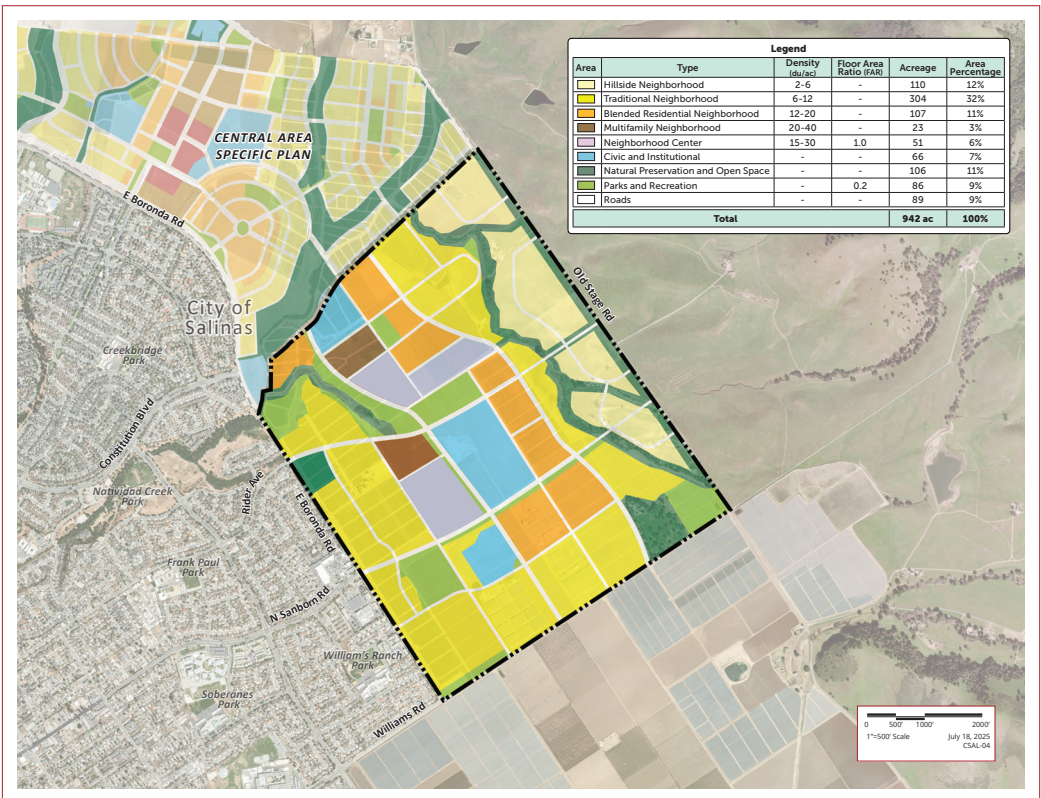 Legend
Area Type Density (du/ac) Floor Area Ratio (FAR) Acreage Area Percentage
Hillside Neighborhood 2-6 - 110 12%
Traditional Neighborhood 6-12 - 304 32%
Blended Residential Neighborhood 12-20 - 107 11%
Multifamily Neighborhood 20-40 - 23 3%
Neighborhood Center 15-30 1.0 51 6%
Civic and Institutional - - 66 7%
Natural Preservation and Open Space - - 106 11%
Parks and Recreation - 0.2 86 9%
Roads - - 89 9%
Total 942 ac 100%
CENTRAL AREA
SPECIFIC PLAN
E Boronda Rd
Old Stage Rd
City of
Salinas
Creekbridge
Park
Constitution Blvd
Natividad Creek
Park
Rider Ave
E Boronda Rd
Frank Paul
Park
N Sanborn Rd
William's Ranch
Park
Soberanes
Park
Williams Rd
0 500' 1000' 2000'
1"=500' Scale July 18, 2025
CSAL-04